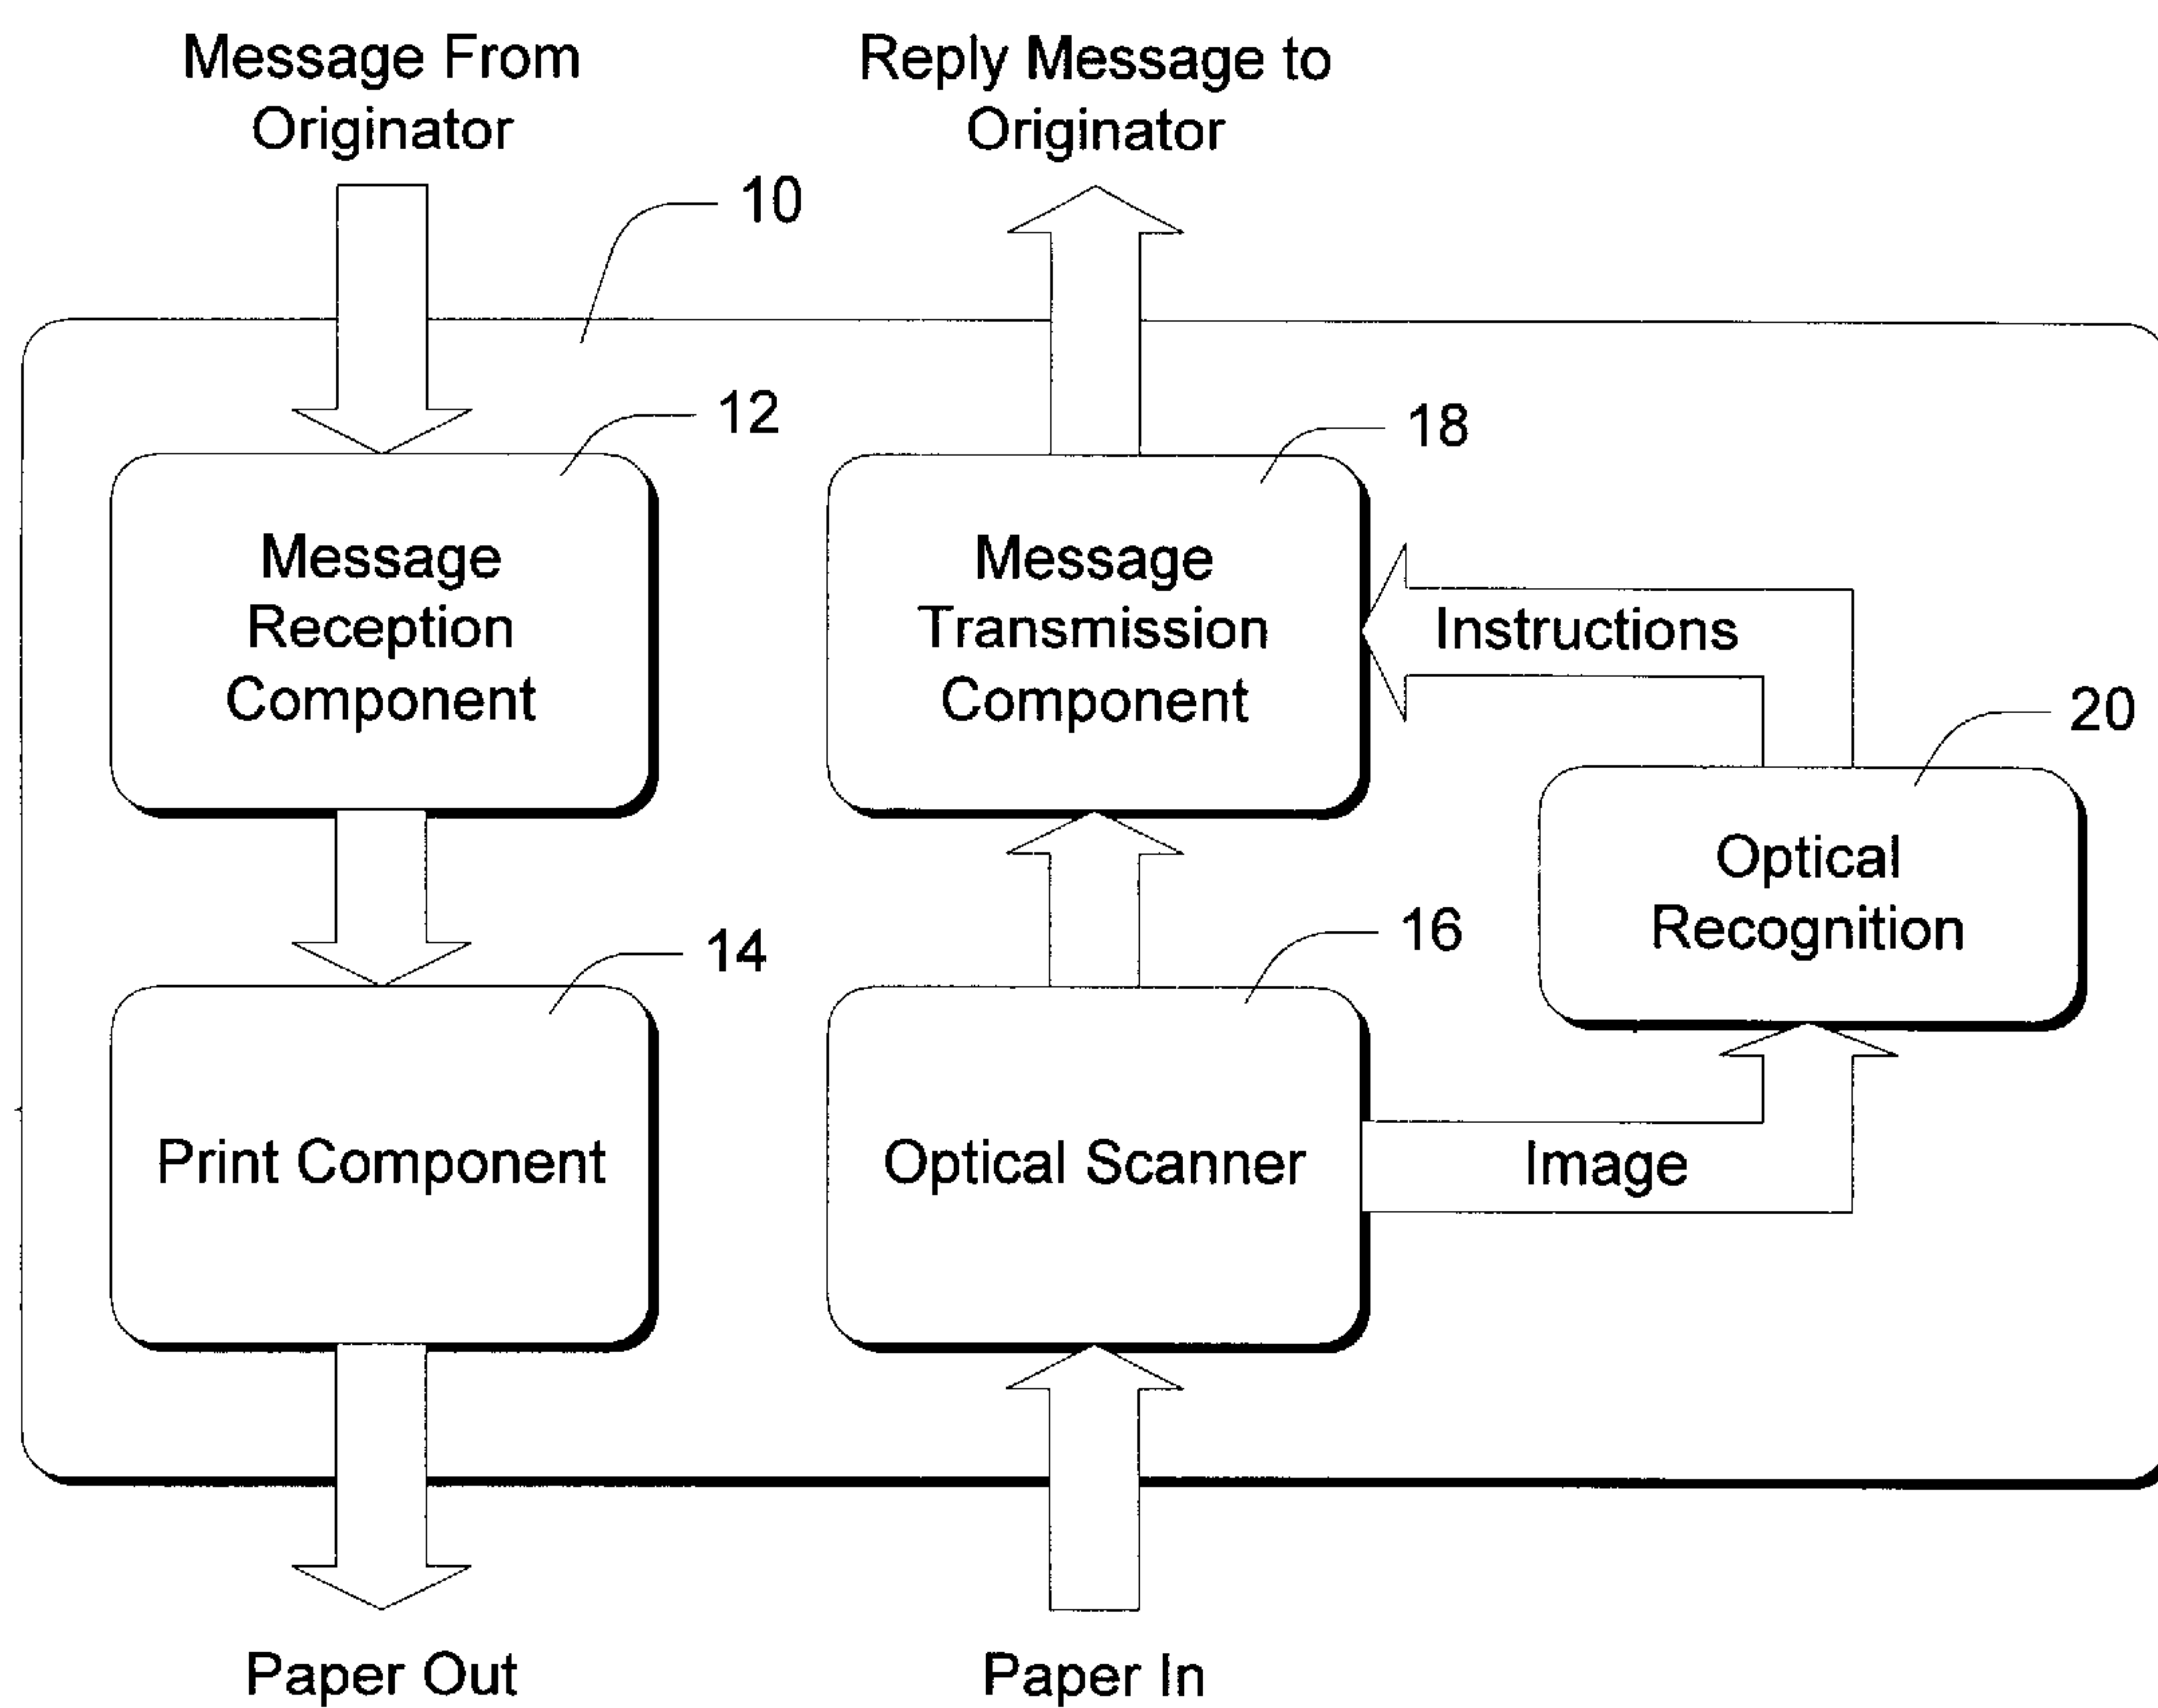 Message From
Originator
Reply Message to
Originator
10
12
18
Message
Reception
Component
Message
Transmission
Component
Instructions
20
Optical
Recognition
14
16
Print Component
Optical Scanner
Image
Paper Out
Paper In